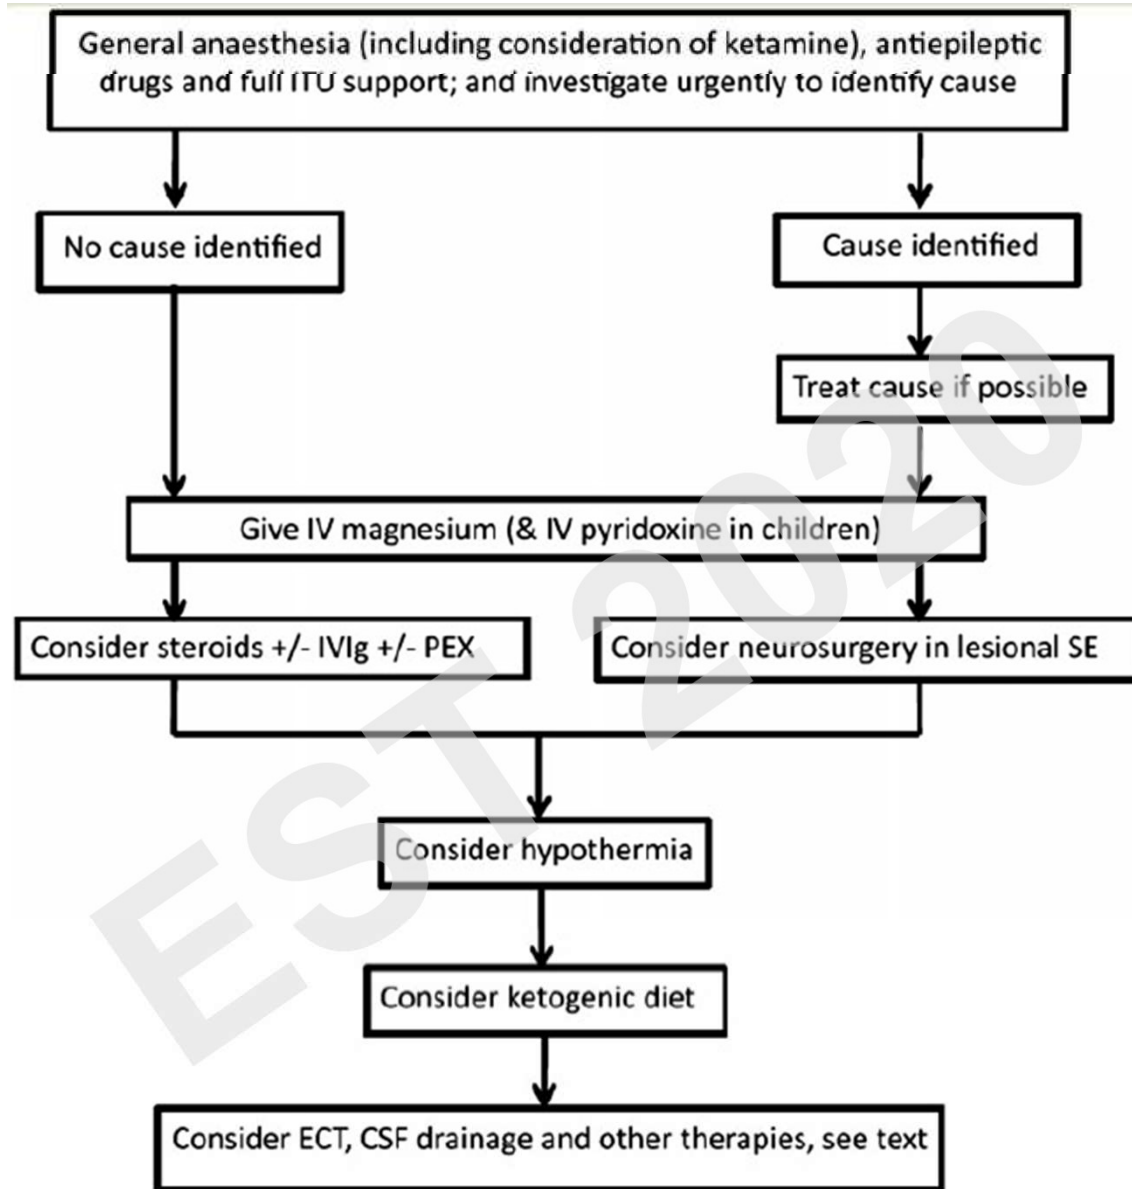 General anaesthesia (including consideration of ketamine), antiepileptic
drugs and full ITU support; and investigate urgently to identify cause
No cause identified
Cause identified
Treat cause if possible
Give IV magnesium (& IV pyridoxine in children)
Consider steroids +/- IVIg +/- PEX
Consider neurosurgery in lesional SE
Consider hypothermia
Consider ketogenic diet
Consider ECT, CSF drainage and other therapies, see text
EST 2020